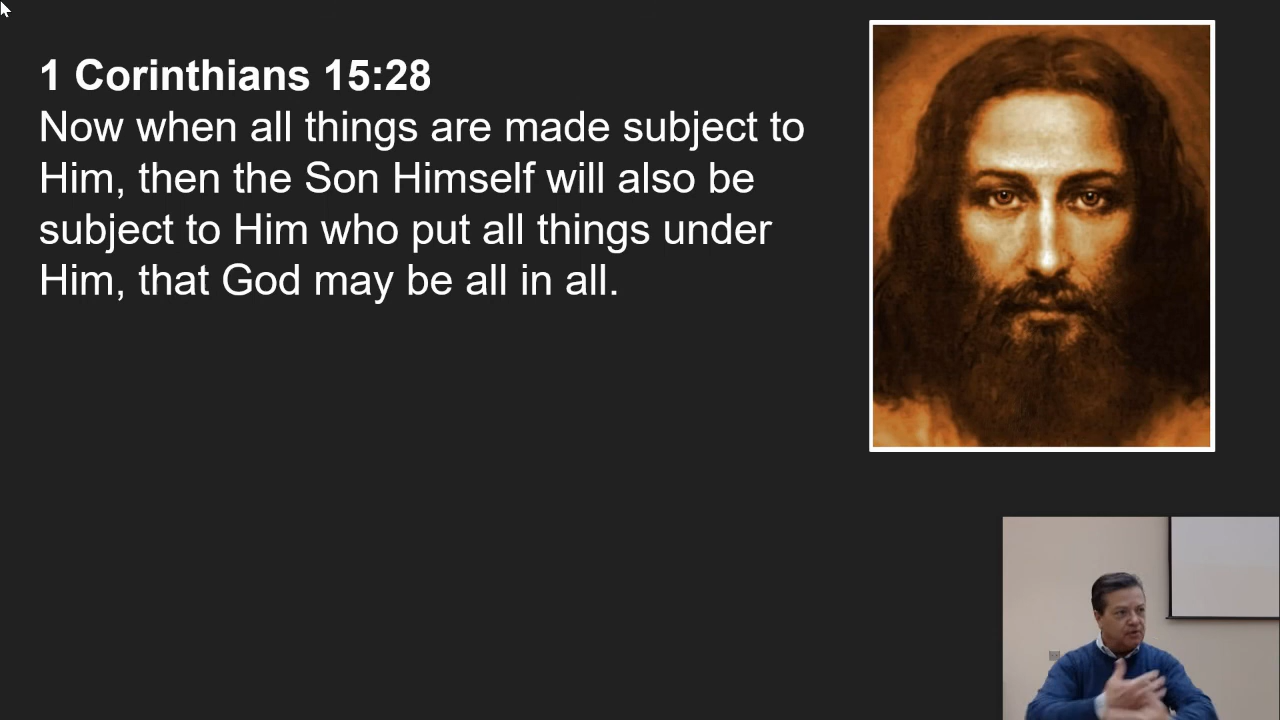 1 Corinthians 15:28
Now when all things are made subject to
Him, then the Son Himself will also be
subject to Him who put all things under
Him, that God may be all in all.